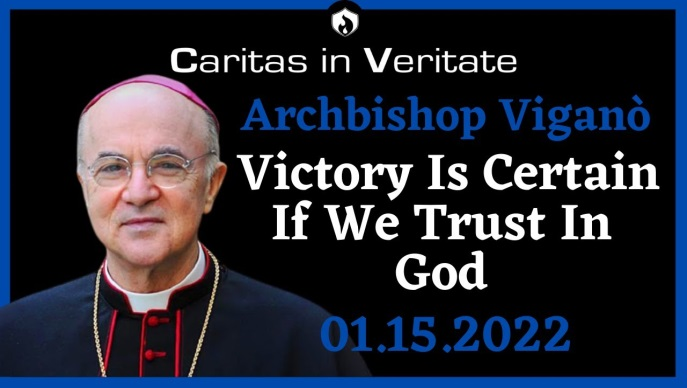 Caritas in Veritate
Archbishop Viganò
Victory Is Certain
If We Trust In
God
01.15.2022